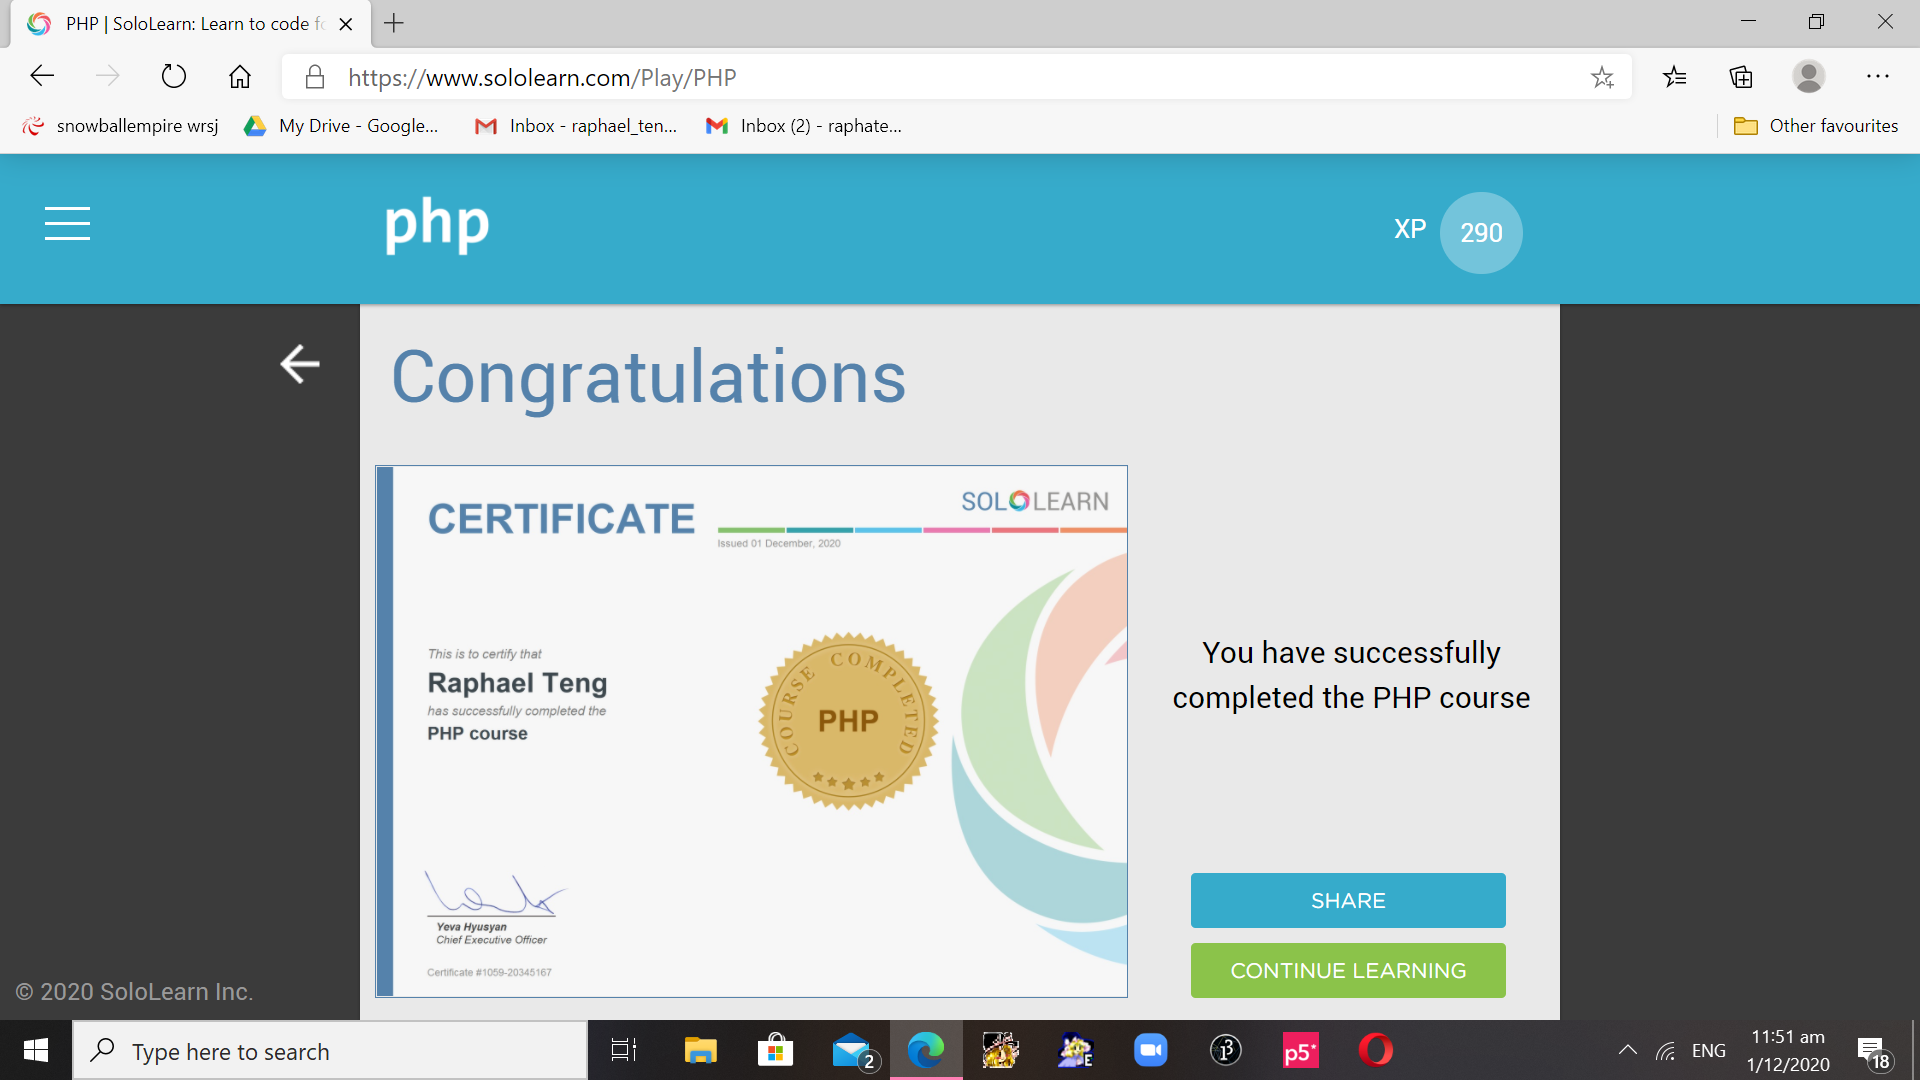 PHP | SoloLearn: Learn to code fo
https://www.sololearn.com/Play/PHP
snowballempire wrsj
My Drive - Google...
Inbox - raphael_ten...
Inbox (2) - raphate...
Other favourites
php
XP
290
Congratulations
CERTIFICATE
SOLOLEARN
Issued 01 December, 2020
This is to certify that
Raphael Teng
has successfully completed the
PHP course
COURSE COMPLETED
PHP
Yeva Hyusyan
Chief Executive Officer
Certificate #1059-20345167
You have successfully
completed the PHP course
SHARE
CONTINUE LEARNING
© 2020 SoloLearn Inc.
Type here to search
2
E
p5*
ENG
11:51 am
1/12/2020
18